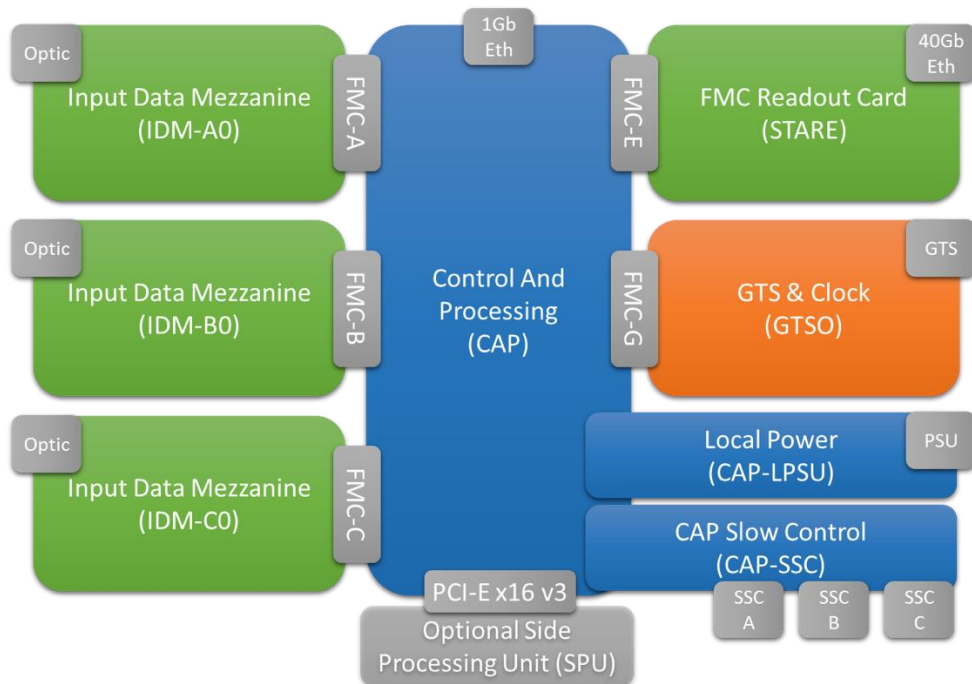 Optic
Input Data Mezzanine
(IDM-A0)
FMC-A
1Gb
Eth
FMC-E
FMC Readout Card
(STARE)
40Gb
Eth
Optic
Input Data Mezzanine
(IDM-B0)
FMC-B
Control And
Processing
(CAP)
FMC-G
GTS & Clock
(GTSO)
GTS
Optic
Input Data Mezzanine
(IDM-C0)
FMC-C
Local Power
(CAP-LPSU)
PSU
CAP Slow Control
(CAP-SSC)
SSC
A
SSC
B
SSC
C
PCI-E x16 v3
Optional Side
Processing Unit (SPU)